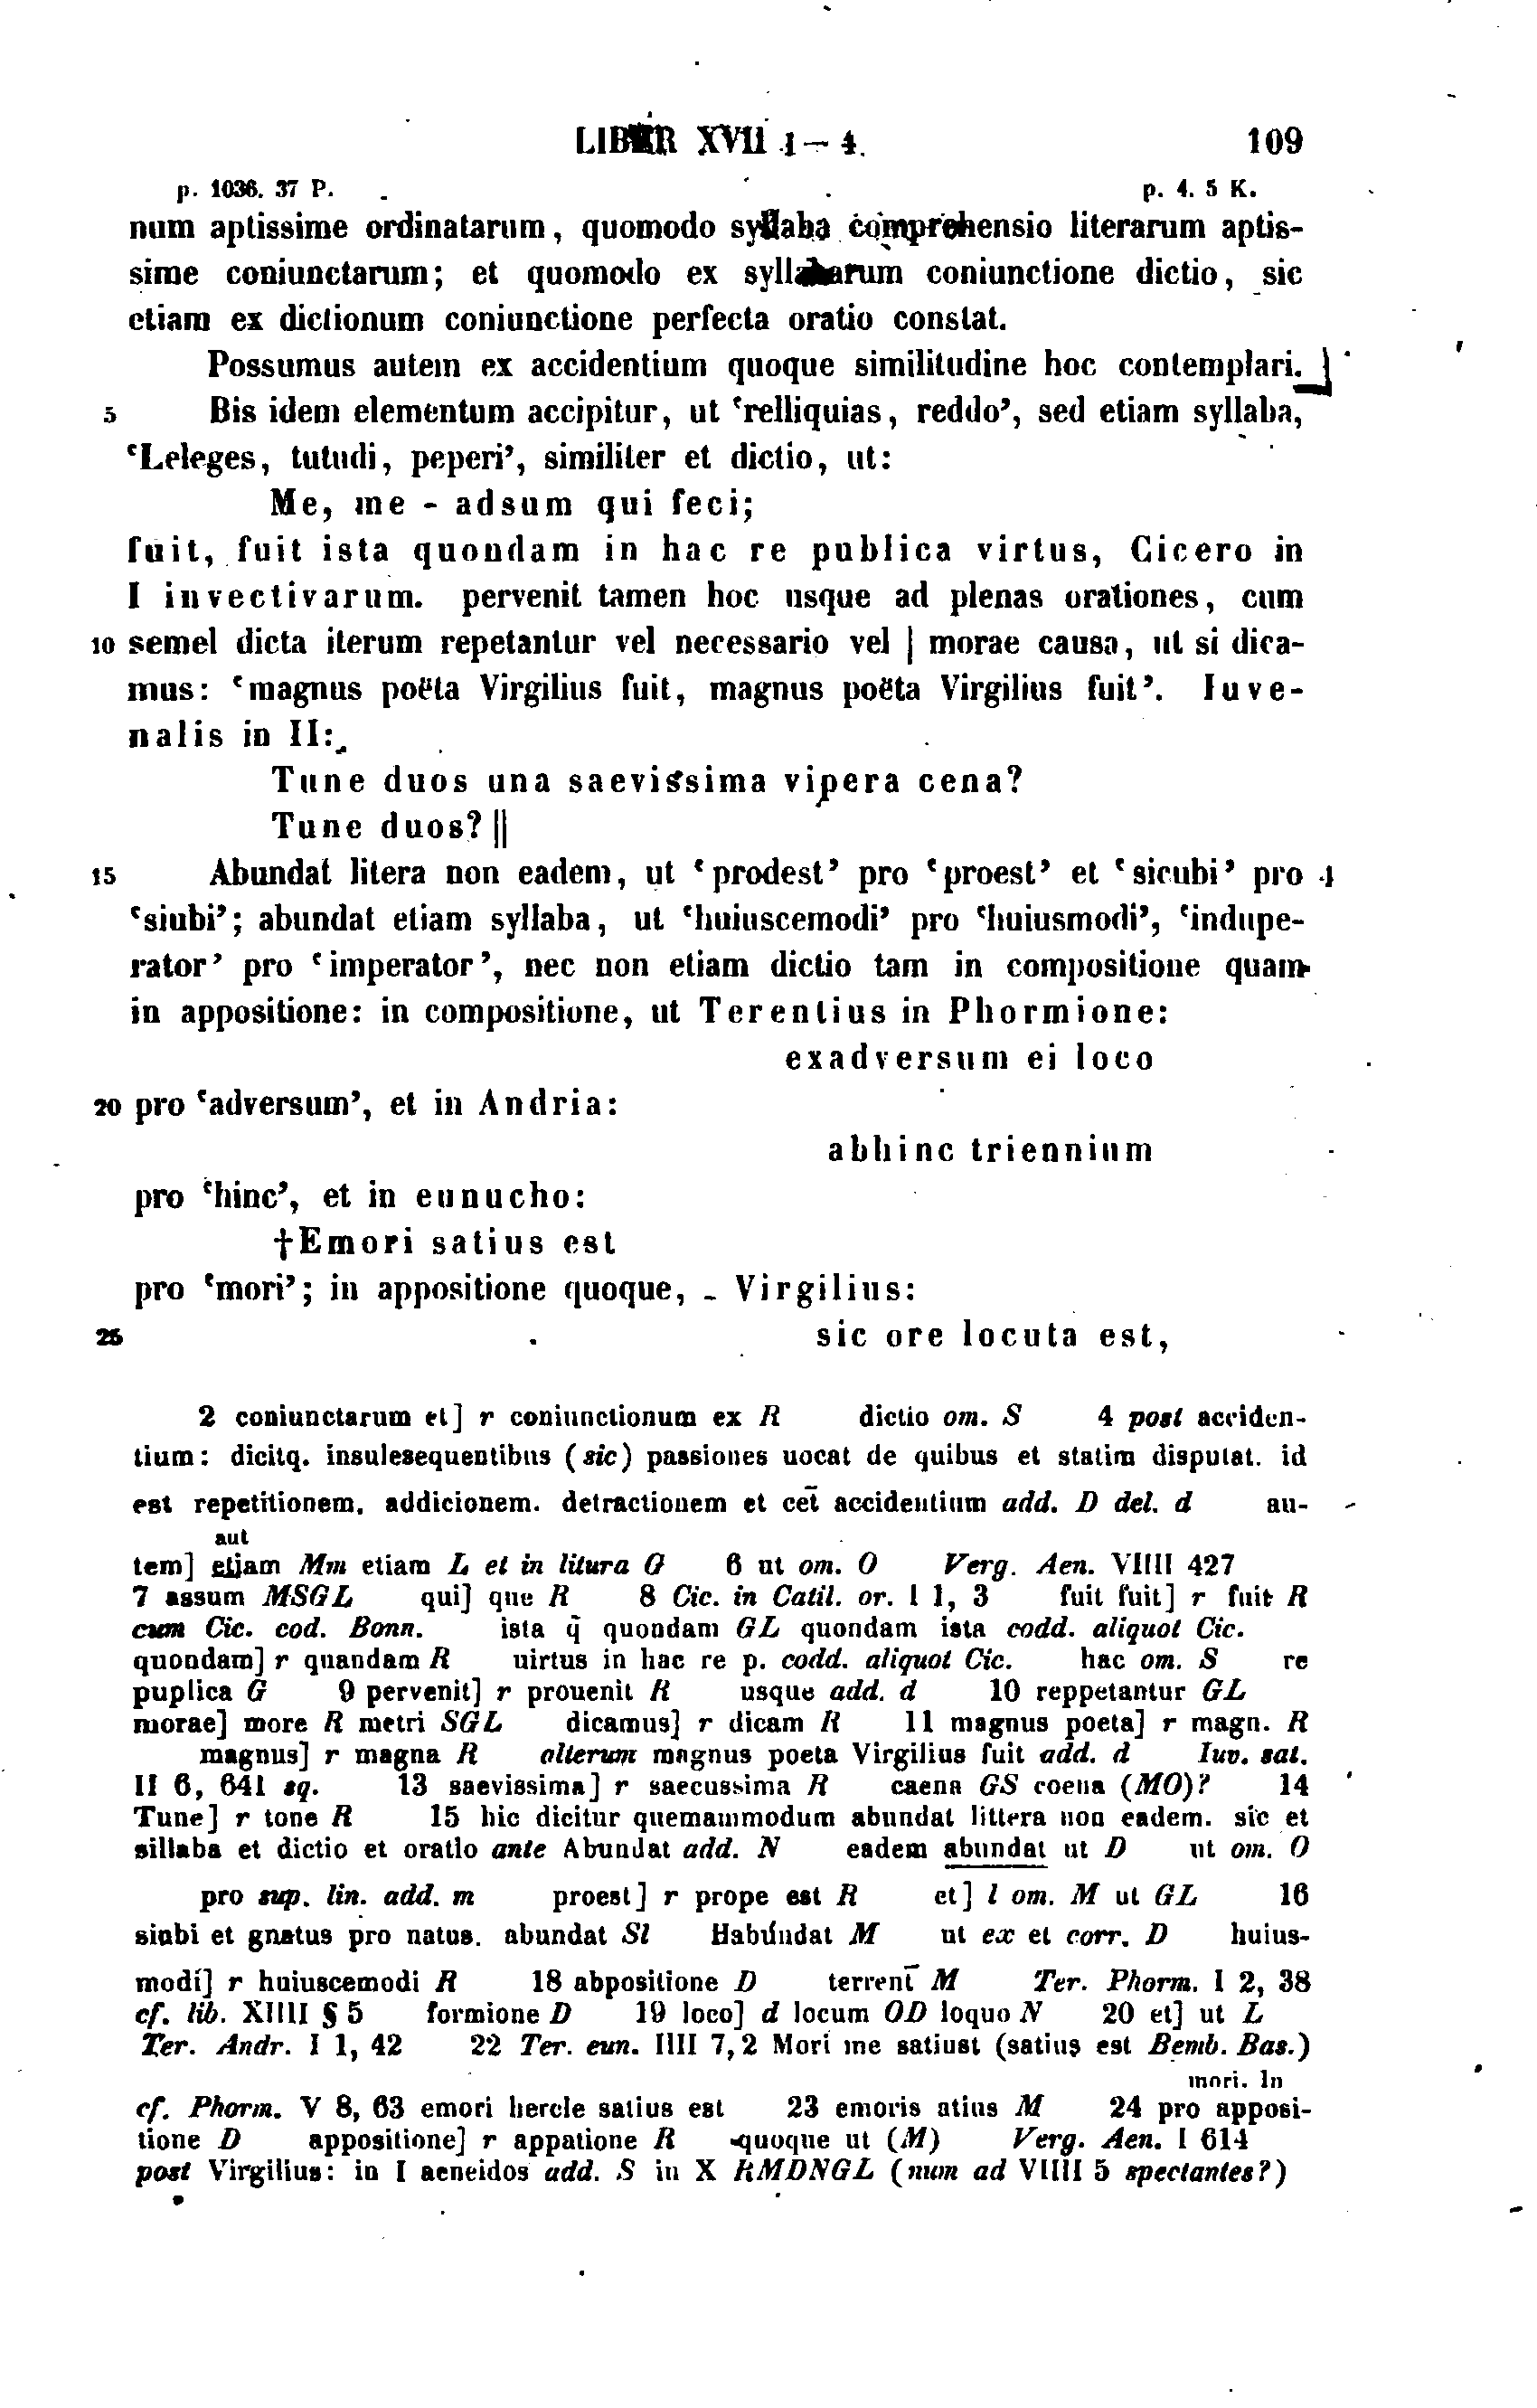 LIBER XVII 1 — 4. 109
p. 1036. 37 P. p. 4. 5 K.
num aptissime ordinatarum, quomodo syllaba comprehensio literarum aptis-
sime coniunctarum; et quomodo ex syllabarum coniunctione dictio, sic
etiam ex dictionum coniunctione perfecta oratio constat.
Possumus autem ex accidentium quoque similitudine hoc contemplari.
5 Bis idem elementum accipitur, ut ‘relliquias, reddo’, sed etiam syllaba,
‘Leleges, tutudi, peperi’, similiter et dictio, ut:
Me, me - adsum qui feci;
fuit, fuit ista quondam in hac re publica virtus, Cicero in
I invectivarum. pervenit tamen hoc usque ad plenas orationes, cum
10 semel dicta iterum repetantur vel necessario vel | morae causa, ut si dica-
mus: ‘magnus poëta Virgilius fuit, magnus poëta Virgilius fuit’. Iuve-
nalis in II:
Tune duos una saevissima vipera cena?
Tune duos? ||
15 Abundat litera non eadem, ut ‘prodest’ pro ‘proest’ et ‘sicubi’ pro 4
‘siubi’; abundat etiam syllaba, ut ‘huiuscemodi’ pro ‘huiusmodi’, ‘indupe-
rator’ pro ‘imperator’, nec non etiam dictio tam in compositione quam
in appositione: in compositione, ut Terentius in Phormione:
exadversum ei loco
20 pro ‘adversum’, et in Andria:
abhinc triennium
pro ‘hinc’, et in eunucho:
†Emori satius est
pro ‘mori’; in appositione quoque, Virgilius:
25 sic ore locuta est,
2 coniunctarum et] r coniunctionum ex R dictio om. S 4 post acciden-
tium: dicitq. insulesequentibus (sic) passiones uocat de quibus et statim disputat. id
est repetitionem. addicionem. detractionem et cet̄ accidentium add. D del. d au-
aut
tem] etiam Mm etiam L et in litura G 6 ut om. O Verg. Aen. VIIII 427
7 assum MSGL qui] que R 8 Cic. in Catil. or. I 1, 3 fuit fuit] r fuit R
cum Cic. cod. Bonn. ista q̄ quondam GL quondam ista codd. aliquot Cic.
quondam] r quandam R uirtus in hac re p. codd. aliquot Cic. hac om. S re
puplica G 9 pervenit] r prouenit R usque add. d 10 reppetantur GL
morae] more R metri SGL dicamus] r dicam R 11 magnus poeta] r magn. R
magnus] r magna R alterum magnus poeta Virgilius fuit add. d Iuv. sat.
II 6, 641 sq. 13 saevissima] r saecussima R caena GS coena (MO)? 14
Tune] r tone R 15 hic dicitur quemammodum abundat littera non eadem. sic et
sillaba et dictio et oratio ante Abundat add. N eadem abundat ut D ut om. O
pro sup. lin. add. m proest] r prope est R et] l om. M ut GL 16
siubi et gnatus pro natus. abundat Sl Habundat M ut ex et corr. D huius-
modi] r huiuscemodi R 18 abpositione D terrent̄ M Ter. Phorm. I 2, 38
cf. lib. XIIII § 5 formione D 19 loco] d locum OD loquo N 20 et] ut L
Ter. Andr. I 1, 42 22 Ter. eun. IIII 7, 2 Mori me satiust (satius est Bemb. Bas.)
mori. In
cf. Phorm. V 8, 63 emori hercle satius est 23 emoris atius M 24 pro apposi-
tione D appositione] r appatione R quoque ut (M) Verg. Aen. I 614
post Virgilius: in I aeneidos add. S in X RMDNGL (num ad VIIII 5 spectantes?)